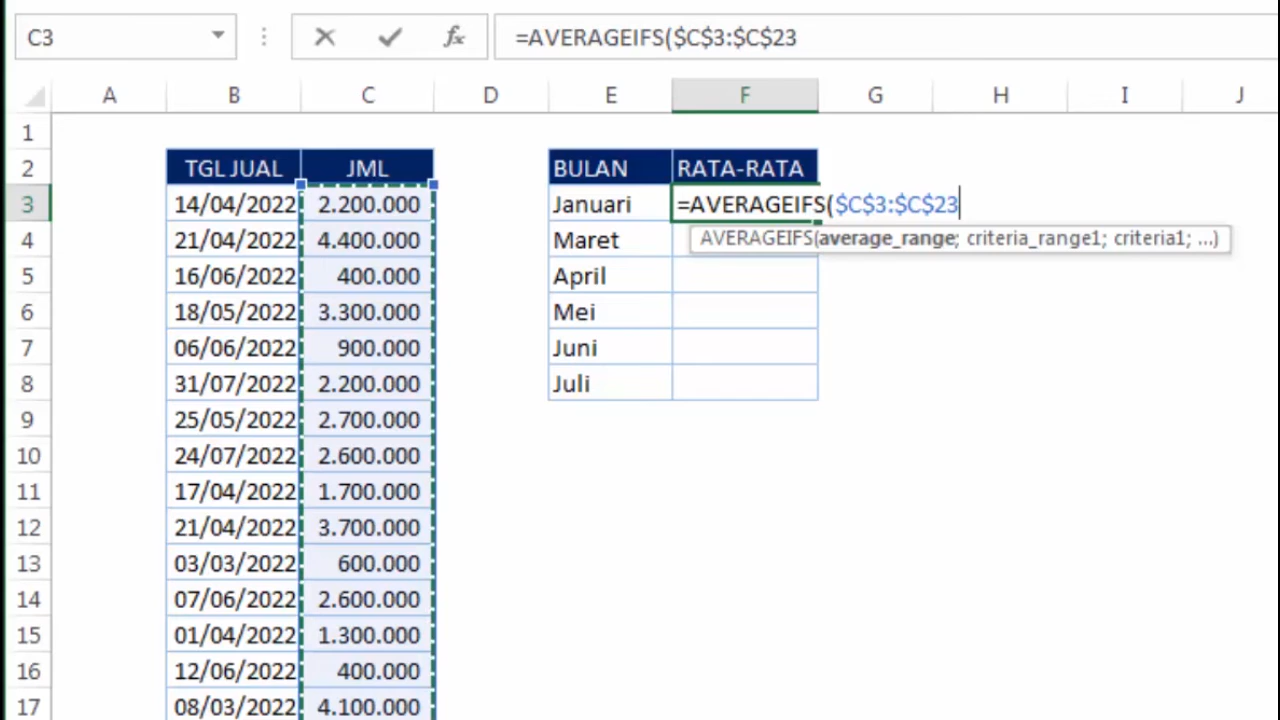 C3 fx =AVERAGEIFS($C$3:$C$23
A B C D E F G H I J
1
2 TGL JUAL JML BULAN RATA-RATA
3 14/04/2022 2.200.000 Januari =AVERAGEIFS($C$3:$C$23
AVERAGEIFS(average_range; criteria_range1; criteria1; ...)
4 21/04/2022 4.400.000 Maret
5 16/06/2022 400.000 April
6 18/05/2022 3.300.000 Mei
7 06/06/2022 900.000 Juni
8 31/07/2022 2.200.000 Juli
9 25/05/2022 2.700.000
10 24/07/2022 2.600.000
11 17/04/2022 1.700.000
12 21/04/2022 3.700.000
13 03/03/2022 600.000
14 07/06/2022 2.600.000
15 01/04/2022 1.300.000
16 12/06/2022 400.000
17 08/03/2022 4.100.000